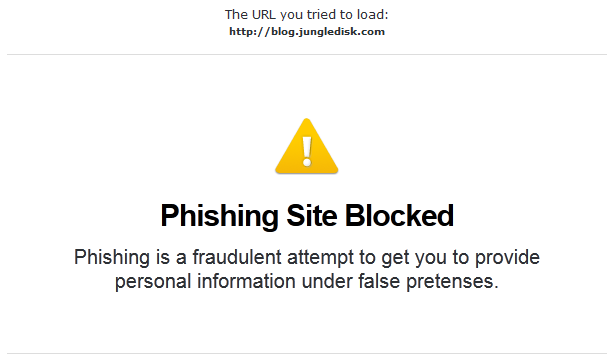 The URL you tried to load:
http://blog.jungledisk.com
Phishing Site Blocked
Phishing is a fraudulent attempt to get you to provide
personal information under false pretenses.